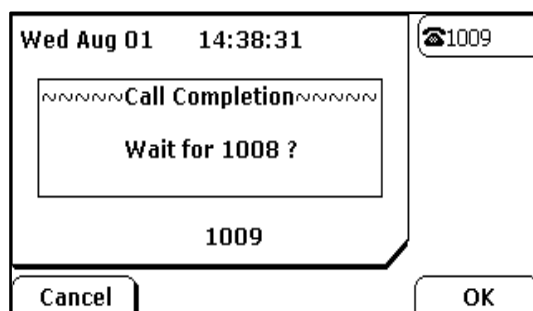 Wed Aug 01 14:38:31
☎1009
~~~~~Call Completion~~~~~
Wait for 1008 ?
1009
Cancel
OK